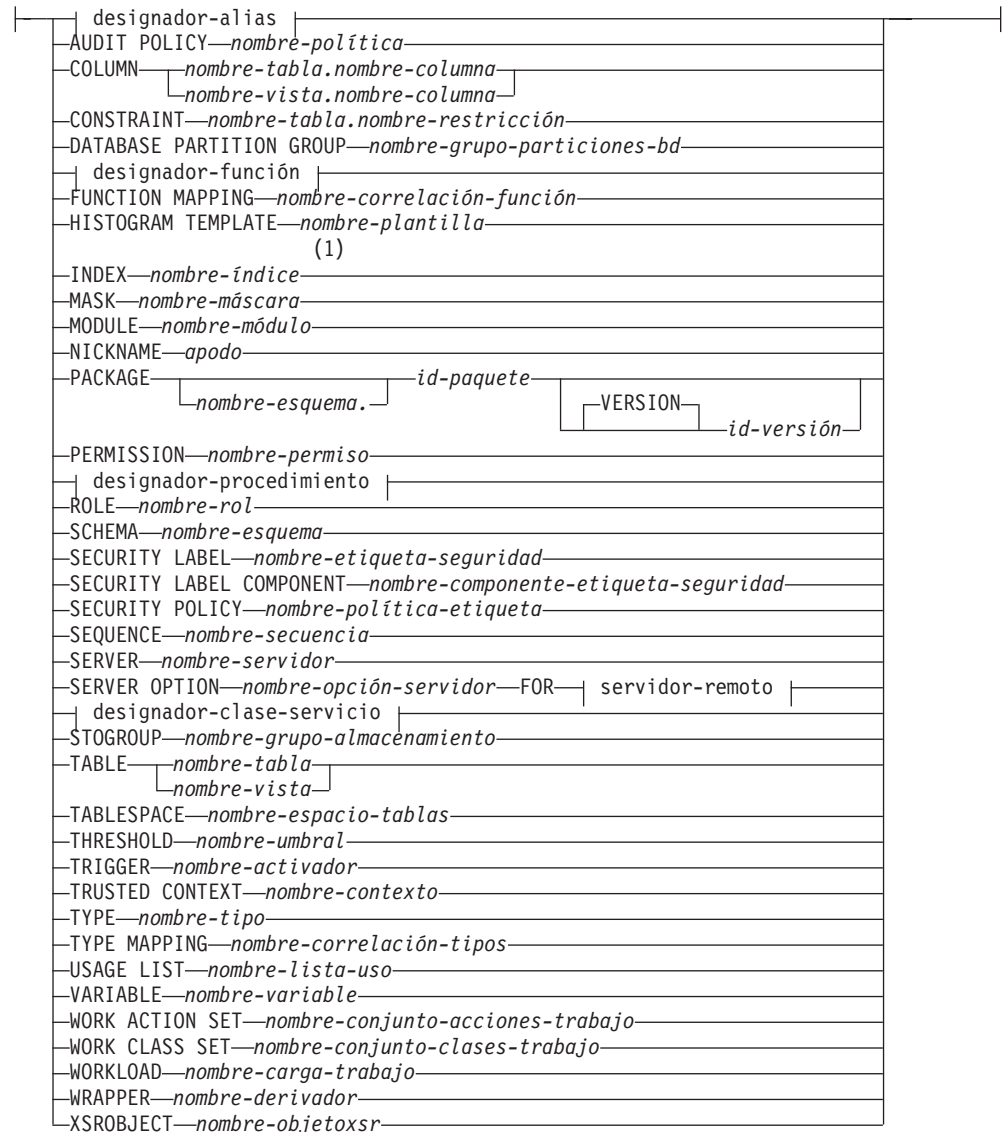 designador-alias
AUDIT POLICY nombre-política
COLUMN nombre-tabla.nombre-columna
nombre-vista.nombre-columna
CONSTRAINT nombre-tabla.nombre-restricción
DATABASE PARTITION GROUP nombre-grupo-particiones-bd
designador-función
FUNCTION MAPPING nombre-correlación-función
HISTOGRAM TEMPLATE nombre-plantilla
(1)
INDEX nombre-índice
MASK nombre-máscara
MODULE nombre-módulo
NICKNAME apodo
PACKAGE id-paquete
nombre-esquema. VERSION
id-versión
PERMISSION nombre-permiso
designador-procedimiento
ROLE nombre-rol
SCHEMA nombre-esquema
SECURITY LABEL nombre-etiqueta-seguridad
SECURITY LABEL COMPONENT nombre-componente-etiqueta-seguridad
SECURITY POLICY nombre-política-etiqueta
SEQUENCE nombre-secuencia
SERVER nombre-servidor
SERVER OPTION nombre-opción-servidor FOR servidor-remoto
designador-clase-servicio
STOGROUP nombre-grupo-almacenamiento
TABLE nombre-tabla
nombre-vista
TABLESPACE nombre-espacio-tablas
THRESHOLD nombre-umbral
TRIGGER nombre-activador
TRUSTED CONTEXT nombre-contexto
TYPE nombre-tipo
TYPE MAPPING nombre-correlación-tipos
USAGE LIST nombre-lista-uso
VARIABLE nombre-variable
WORK ACTION SET nombre-conjunto-acciones-trabajo
WORK CLASS SET nombre-conjunto-clases-trabajo
WORKLOAD nombre-carga-trabajo
WRAPPER nombre-derivador
XSROBJECT nombre-objetoxsr